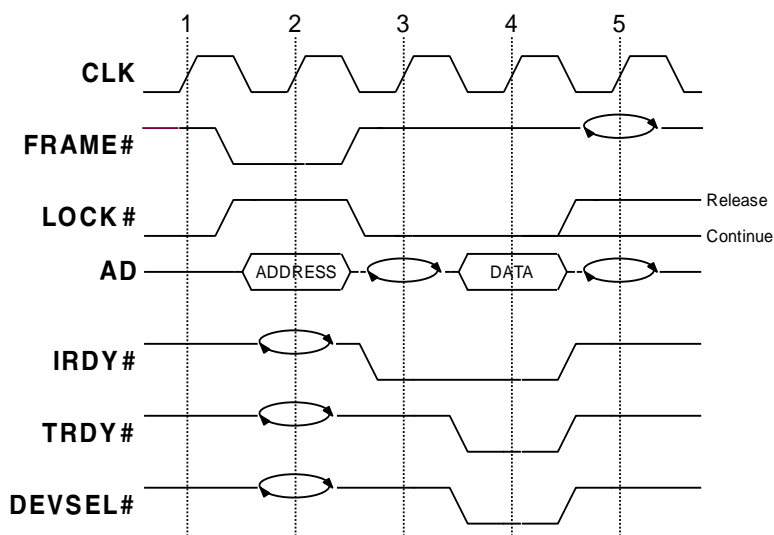 1 2 3 4 5
CLK
FRAME#
LOCK#
Release
Continue
AD
ADDRESS
DATA
IRDY#
TRDY#
DEVSEL#